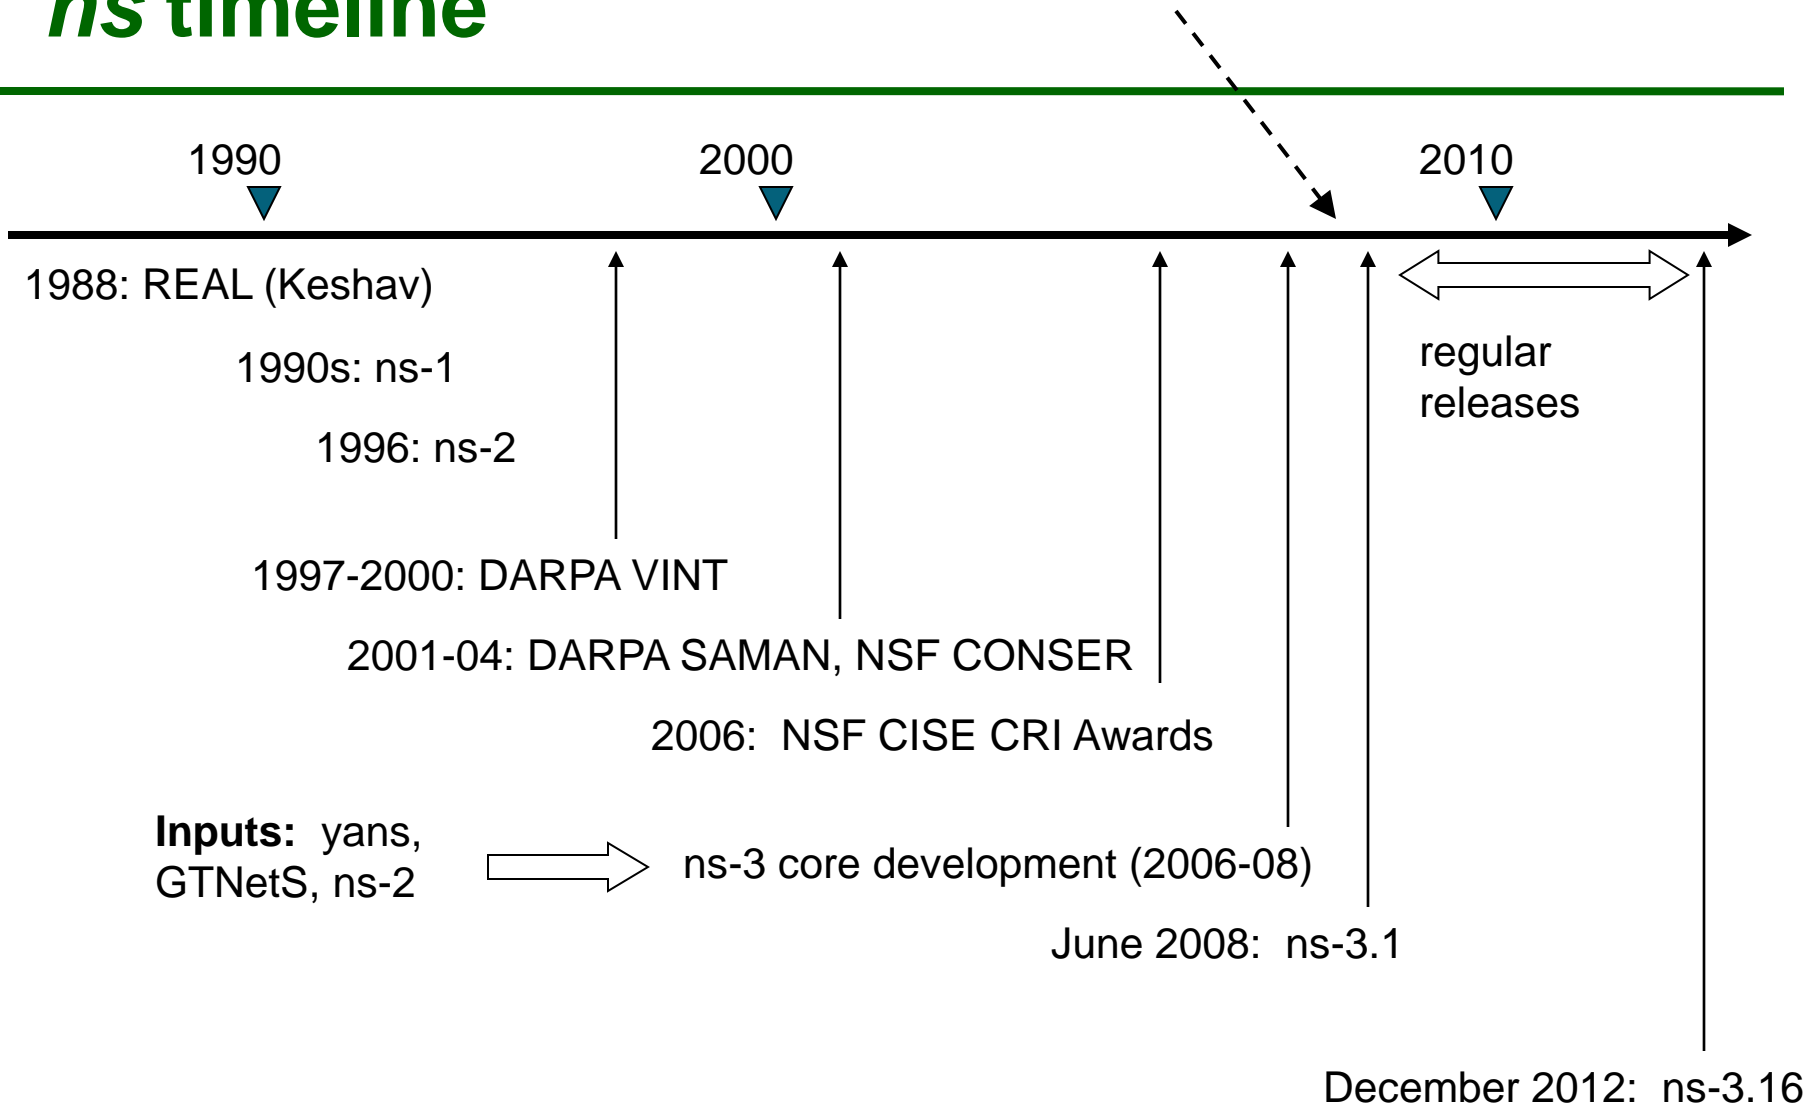 ns timeline
1990
2000
2010
1988: REAL (Keshav)
1990s: ns-1
1996: ns-2
regular
releases
1997-2000: DARPA VINT
2001-04: DARPA SAMAN, NSF CONSER
2006:  NSF CISE CRI Awards
Inputs:  yans,
GTNetS, ns-2
ns-3 core development (2006-08)
June 2008:  ns-3.1
December 2012:  ns-3.16